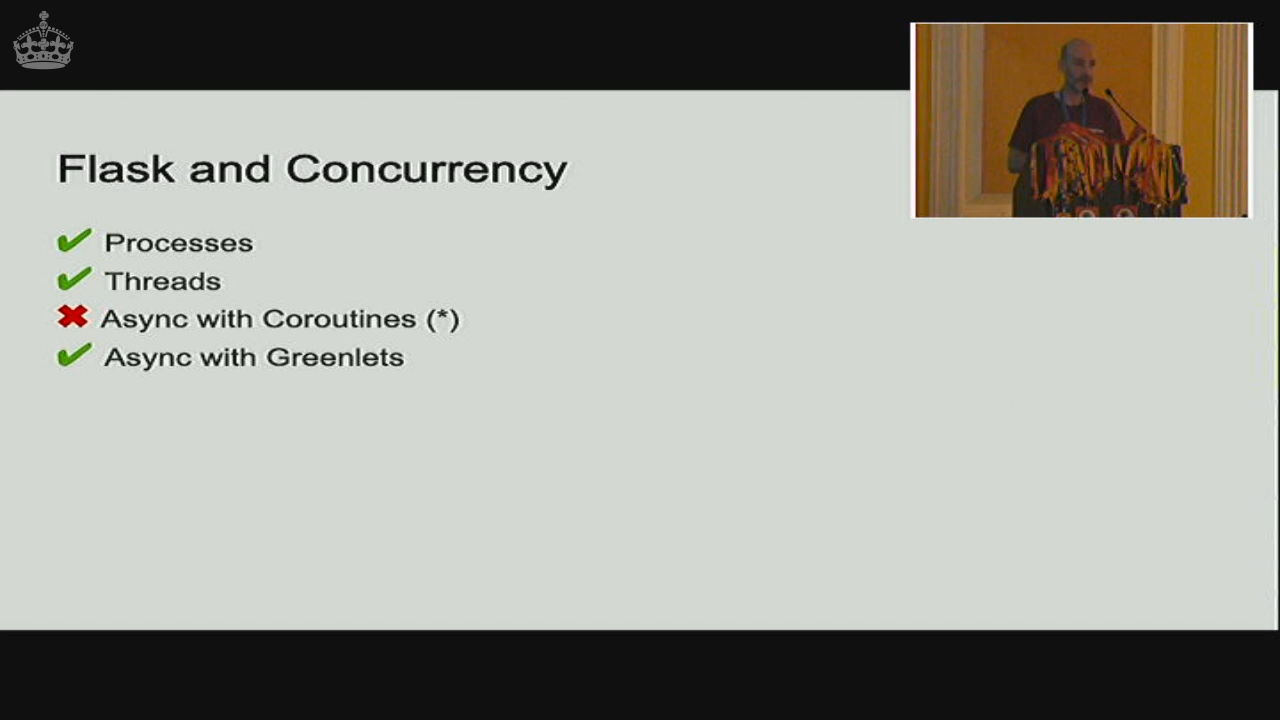 Flask and Concurrency
Processes
Threads
Async with Coroutines (*)
Async with Greenlets